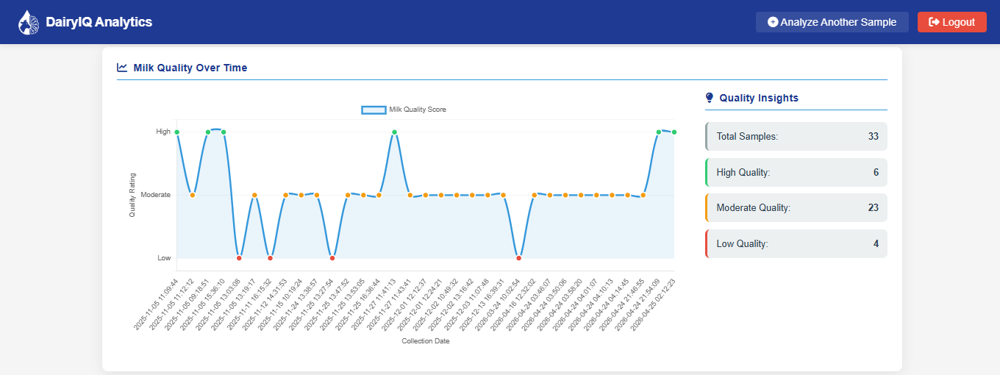 DairyIQ Analytics
Analyze Another Sample
Logout
Milk Quality Over Time
Milk Quality Score
Quality Rating
High
Moderate
Low
2025-11-05 11:09:44
2025-11-05 11:12:12
2025-11-05 09:18:51
2025-11-05 15:36:10
2025-11-05 13:03:08
2025-11-05 13:19:17
2025-11-11 16:15:32
2025-11-12 14:31:53
2025-11-15 10:19:24
2025-11-24 13:38:57
2025-11-25 13:27:54
2025-11-25 13:47:52
2025-11-25 13:53:05
2025-11-25 16:36:44
2025-11-27 11:41:13
2025-11-27 11:43:41
2025-12-01 12:12:37
2025-12-01 12:24:21
2025-12-02 10:49:32
2025-12-02 13:16:42
2025-12-03 11:07:48
2025-12-13 16:39:31
2026-03-24 10:02:54
2026-04-16 12:32:02
2026-04-24 03:46:07
2026-04-24 03:50:06
2026-04-24 03:58:20
2026-04-24 04:01:07
2026-04-24 04:10:13
2026-04-24 04:14:45
2026-04-24 21:46:55
2026-04-24 21:54:09
2026-04-25 02:12:23
Collection Date
Quality Insights
Total Samples: 33
High Quality: 6
Moderate Quality: 23
Low Quality: 4